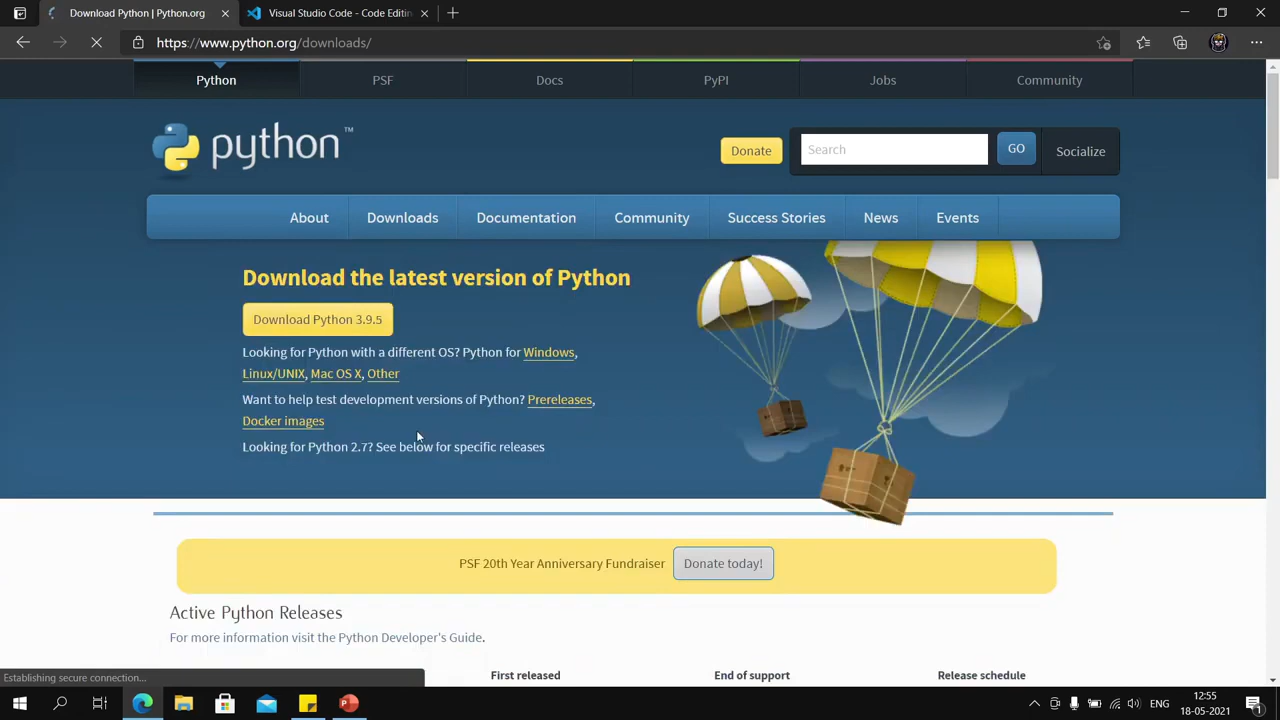 Download Python | Python.org
Visual Studio Code - Code Editin
https://www.python.org/downloads/
Python
PSF
Docs
PyPI
Jobs
Community
python™
Donate
Search
GO
Socialize
About
Downloads
Documentation
Community
Success Stories
News
Events
Download the latest version of Python
Download Python 3.9.5
Looking for Python with a different OS? Python for Windows,
Linux/UNIX, Mac OS X, Other
Want to help test development versions of Python? Prereleases,
Docker images
Looking for Python 2.7? See below for specific releases
PSF 20th Year Anniversary Fundraiser
Donate today!
Active Python Releases
For more information visit the Python Developer's Guide.
First released
End of support
Release schedule
Establishing secure connection...
ENG
12:55
18-05-2021
1